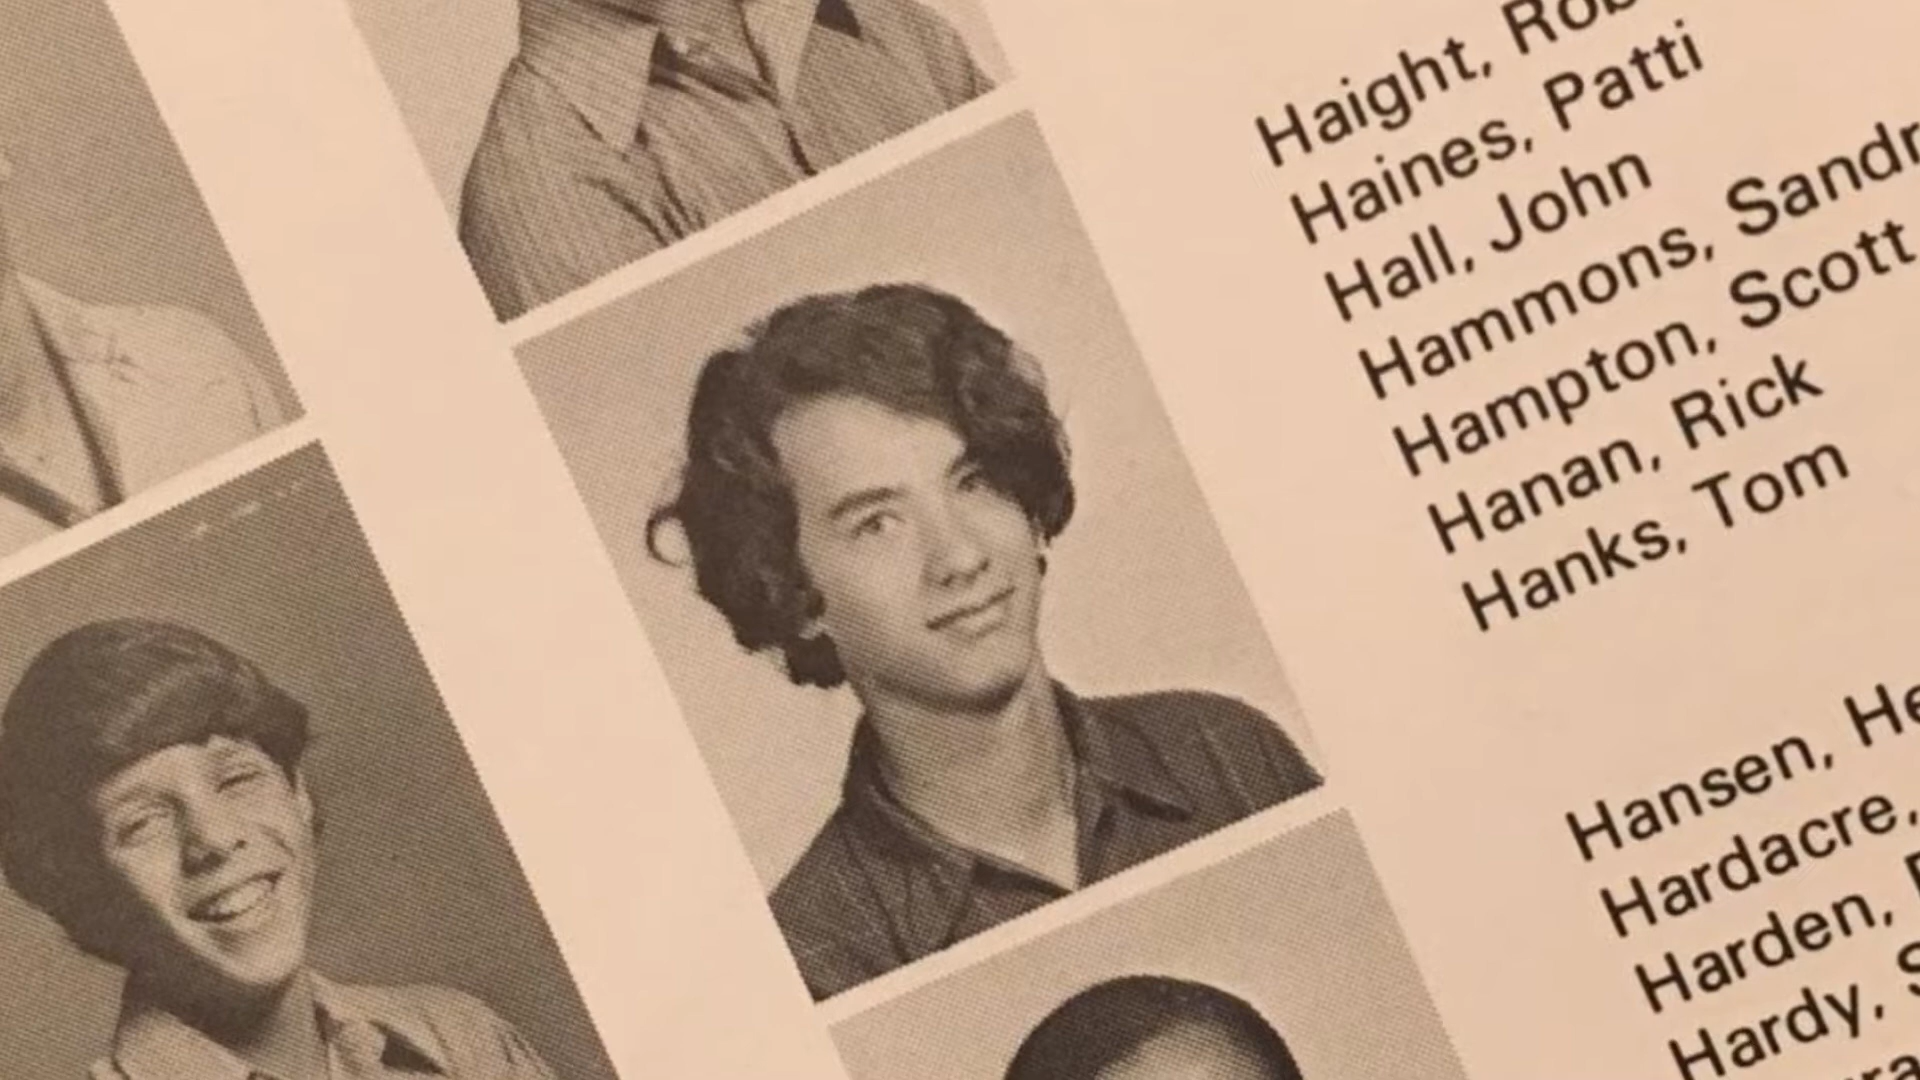 Haight,
Haines, Patti
Hall, John
Hammons,
Hampton, Scott
Hanan, Rick
Hanks, Tom
Hansen,
Hardacre,
Harden,
Hardy,